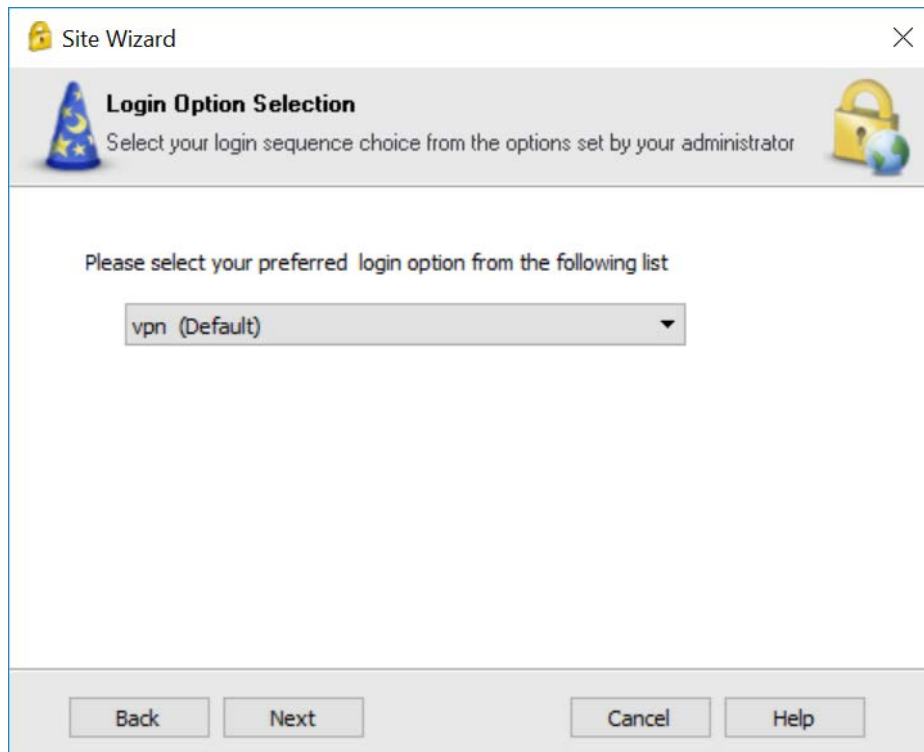 Site Wizard
Login Option Selection
Select your login sequence choice from the options set by your administrator
Please select your preferred login option from the following list
vpn (Default)
Back Next Cancel Help